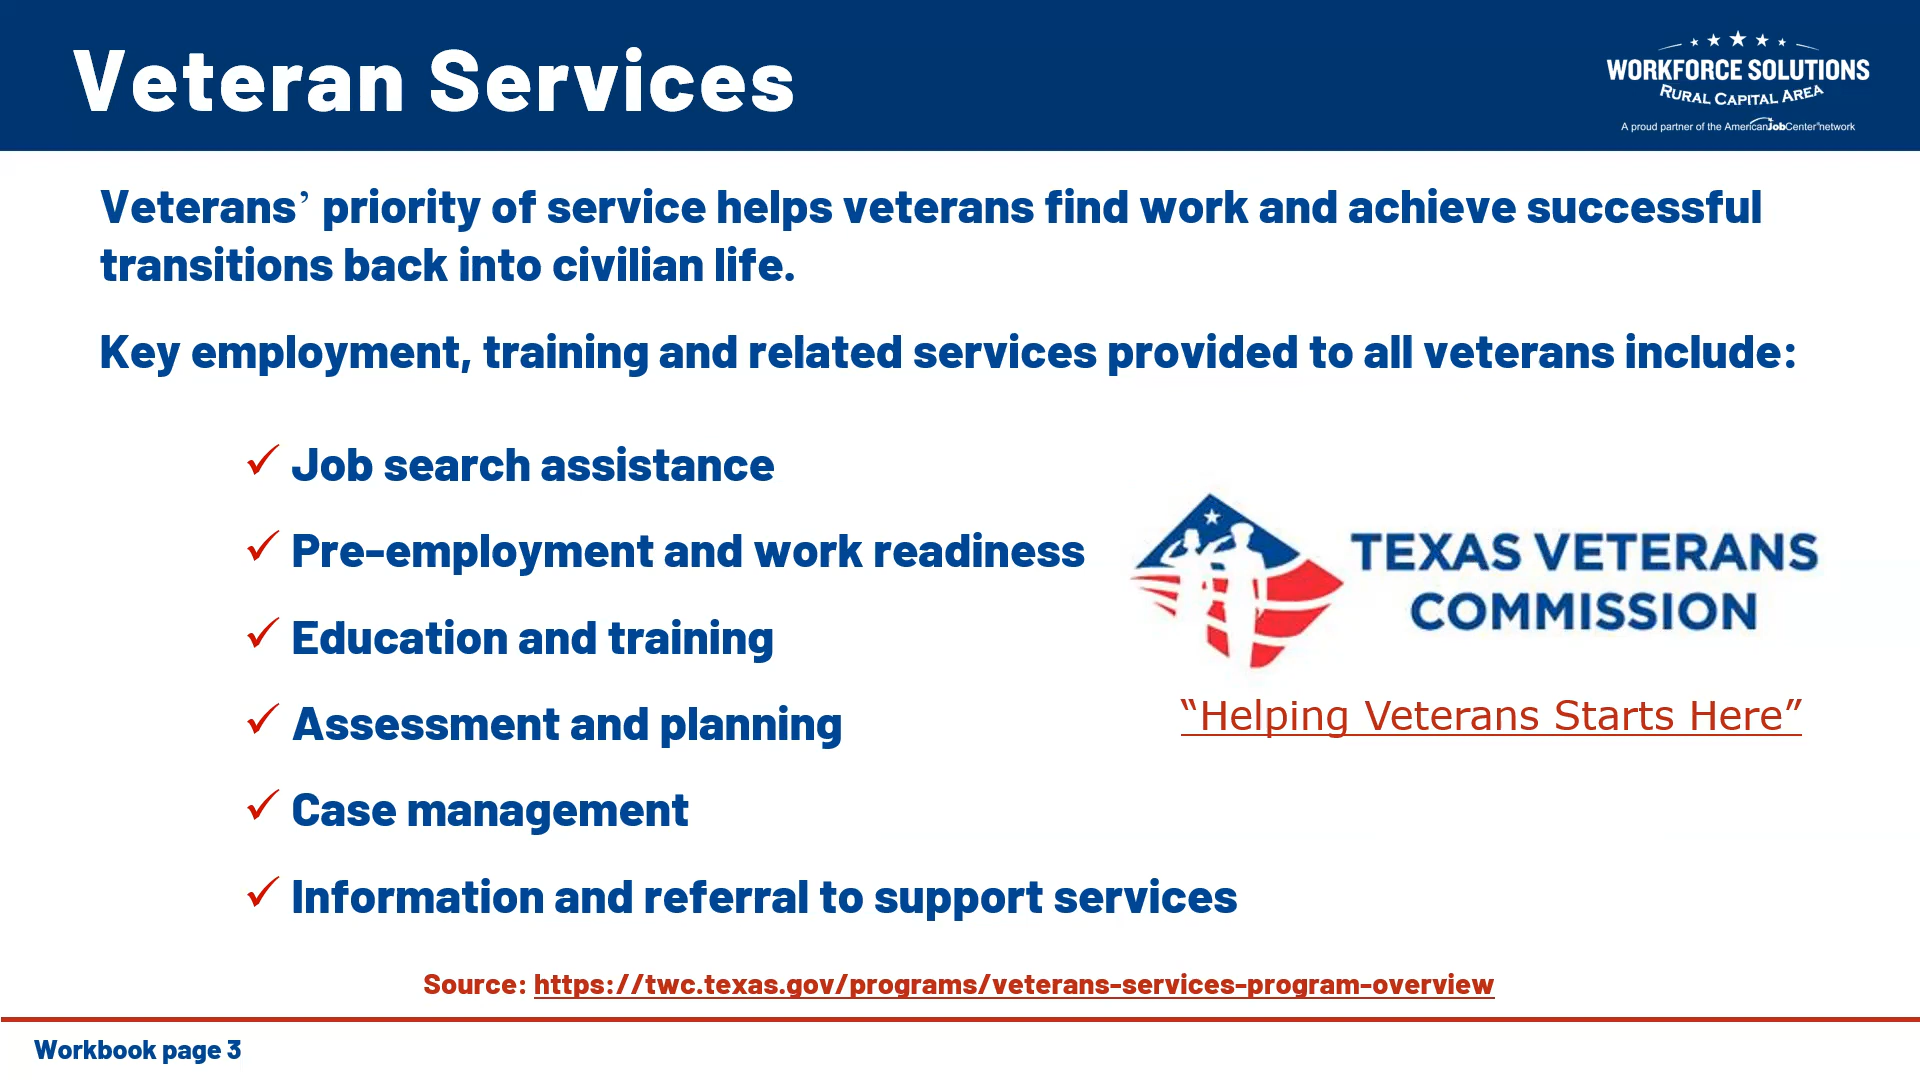 Veteran Services
WORKFORCE SOLUTIONS
RURAL CAPITAL AREA
A proud partner of the AmericanJobCenter®network
Veterans’ priority of service helps veterans find work and achieve successful
transitions back into civilian life.
Key employment, training and related services provided to all veterans include:
✓ Job search assistance
✓ Pre-employment and work readiness
✓ Education and training
✓ Assessment and planning
✓ Case management
✓ Information and referral to support services
TEXAS VETERANS
COMMISSION
“Helping Veterans Starts Here”
Source: https://twc.texas.gov/programs/veterans-services-program-overview
Workbook page 3